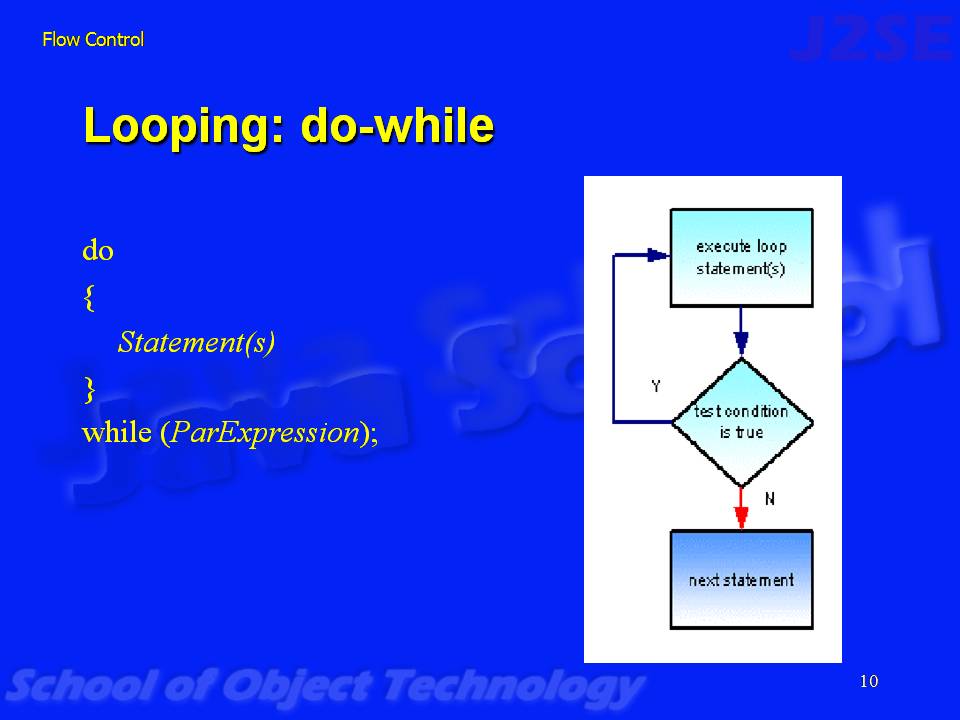 Flow Control
J2SE
Looping: do-while
do
{
Statement(s)
}
while (ParExpression);
execute loop
statement(s)
Y
test condition
is true
N
next statement
Java School
School of Object Technology
10